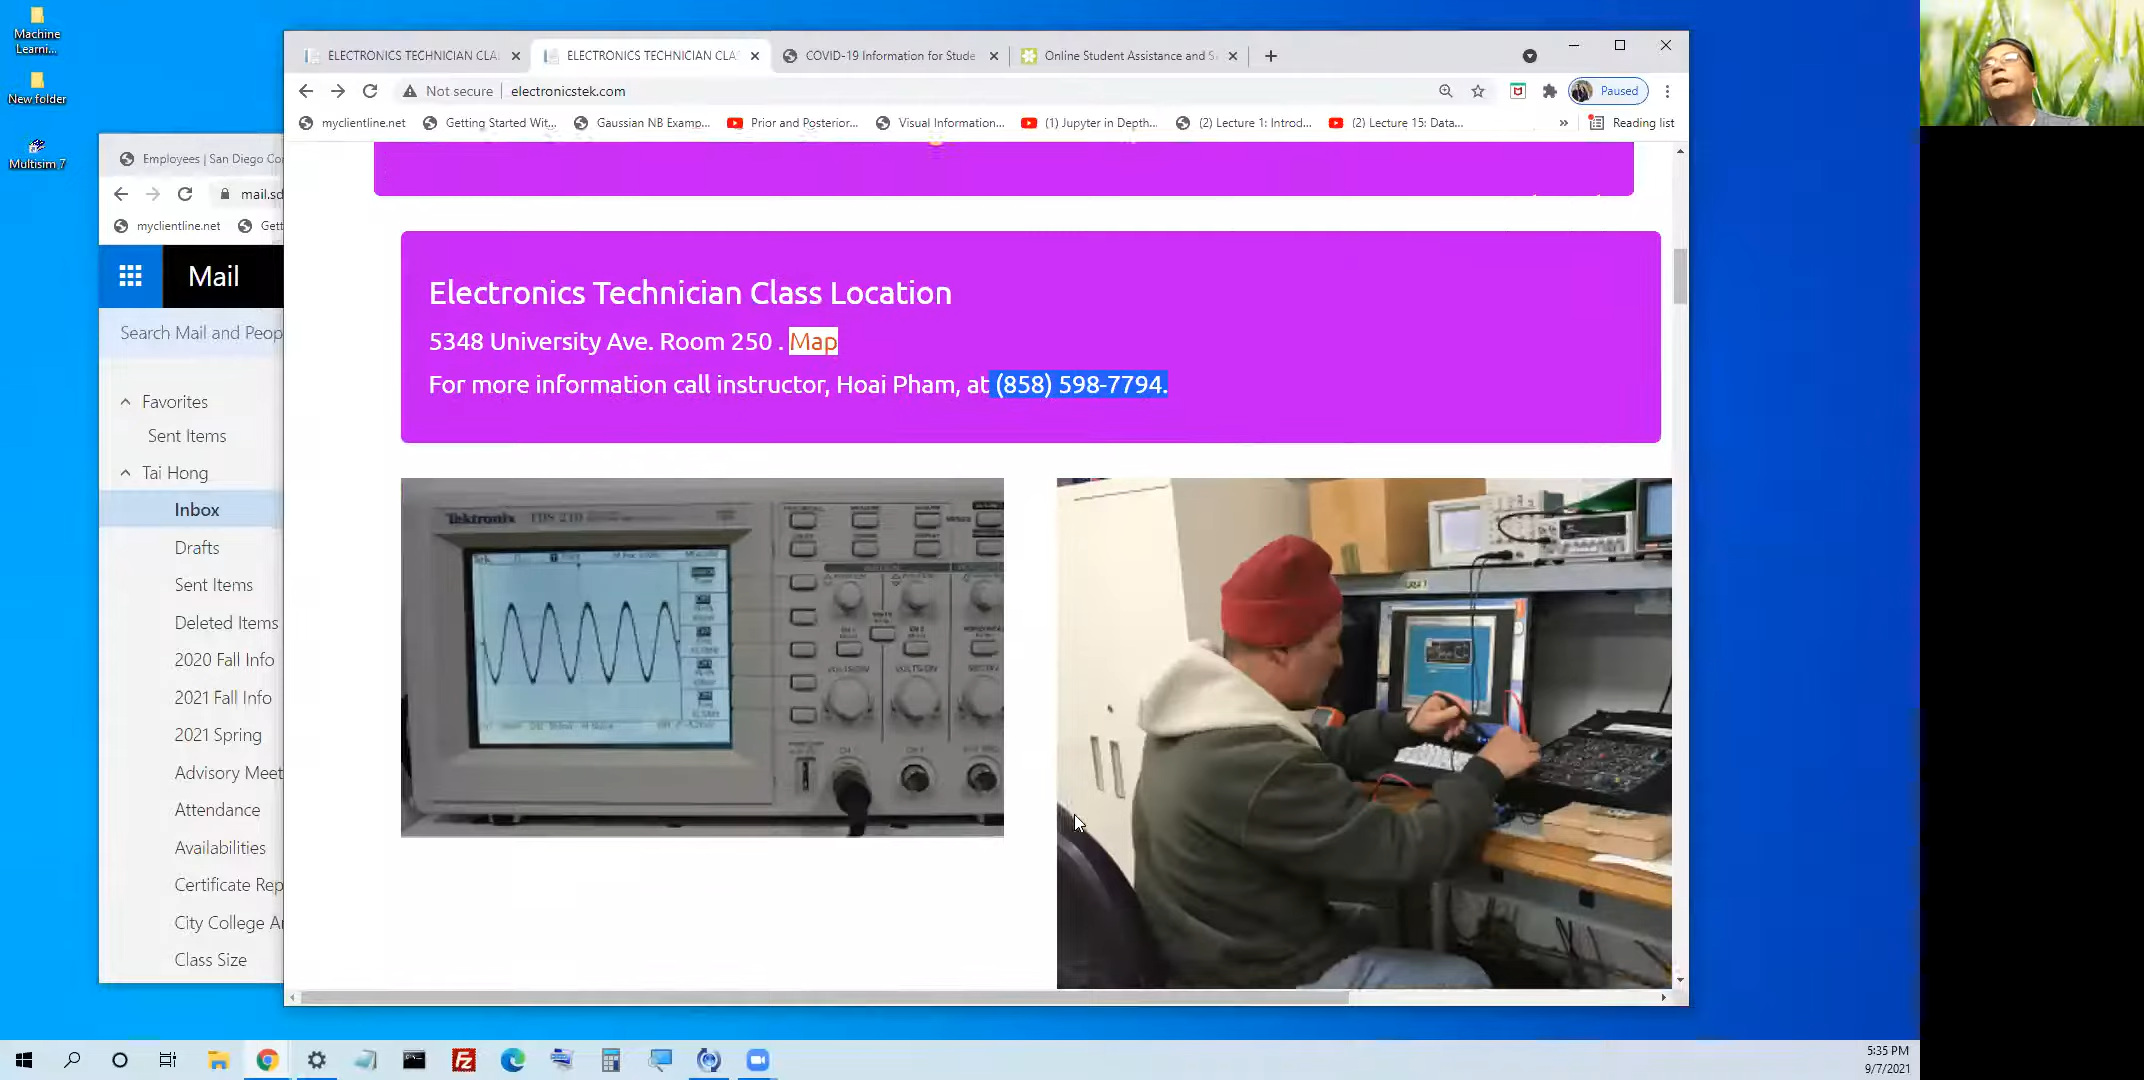 Machine
Learni...
New folder
Multisim 7
ELECTRONICS TECHNICIAN CLA
ELECTRONICS TECHNICIAN CLAS
COVID-19 Information for Stude
Online Student Assistance and S
Not secure
electronicstek.com
Paused
myclientline.net
Getting Started Wit...
Gaussian NB Examp...
Prior and Posterior...
Visual Information...
(1) Jupyter in Depth...
(2) Lecture 1: Introd...
(2) Lecture 15: Data...
»
Reading list
Employees | San Diego Co
mail.sd
myclientline.net
Gett
Mail
Search Mail and Peop
Favorites
Sent Items
Tai Hong
Inbox
Drafts
Sent Items
Deleted Items
2020 Fall Info
2021 Fall Info
2021 Spring
Advisory Meet
Attendance
Availabilities
Certificate Rep
City College A
Class Size
Electronics Technician Class Location
5348 University Ave. Room 250 . Map
For more information call instructor, Hoai Pham, at (858) 598-7794.
Tektronix TDS 210
5:35 PM
9/7/2021